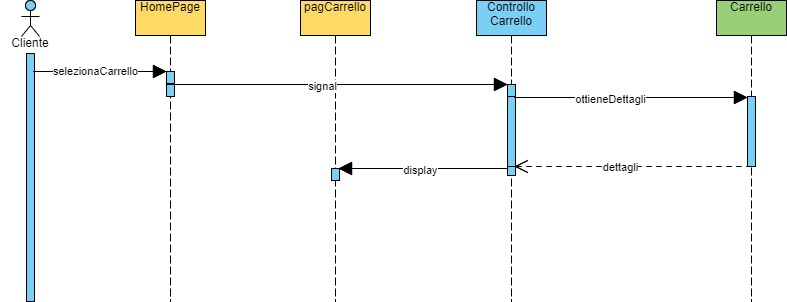 HomePage
pagCarrello
Controllo
Carrello
Carrello
Cliente
selezionaCarrello
signal
ottieneDettagli
dettagli
display